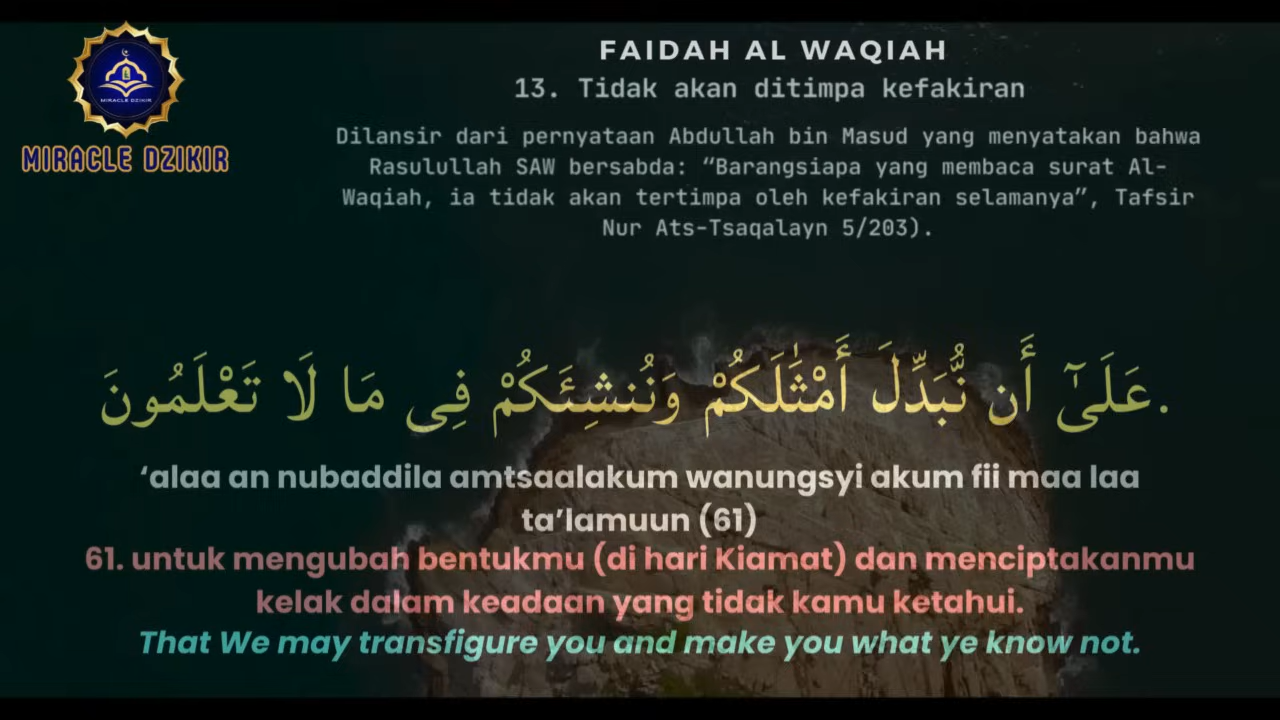 MIRACLE DZIKIR
MIRACLE DZIKIR
FAIDAH AL WAQIAH
13. Tidak akan ditimpa kefakiran
Dilansir dari pernyataan Abdullah bin Masud yang menyatakan bahwa
Rasulullah SAW bersabda: “Barangsiapa yang membaca surat Al-
Waqiah, ia tidak akan tertimpa oleh kefakiran selamanya”, Tafsir
Nur Ats-Tsaqalayn 5/203).
.عَلَىٰٓ أَن نُّبَدِّلَ أَمْثَٰلَكُمْ وَنُنشِئَكُمْ فِى مَا لَا تَعْلَمُونَ
‘alaa an nubaddila amtsaalakum wanungsyi akum fii maa laa
ta’lamuun (61)
61. untuk mengubah bentukmu (di hari Kiamat) dan menciptakanmu
kelak dalam keadaan yang tidak kamu ketahui.
That We may transfigure you and make you what ye know not.